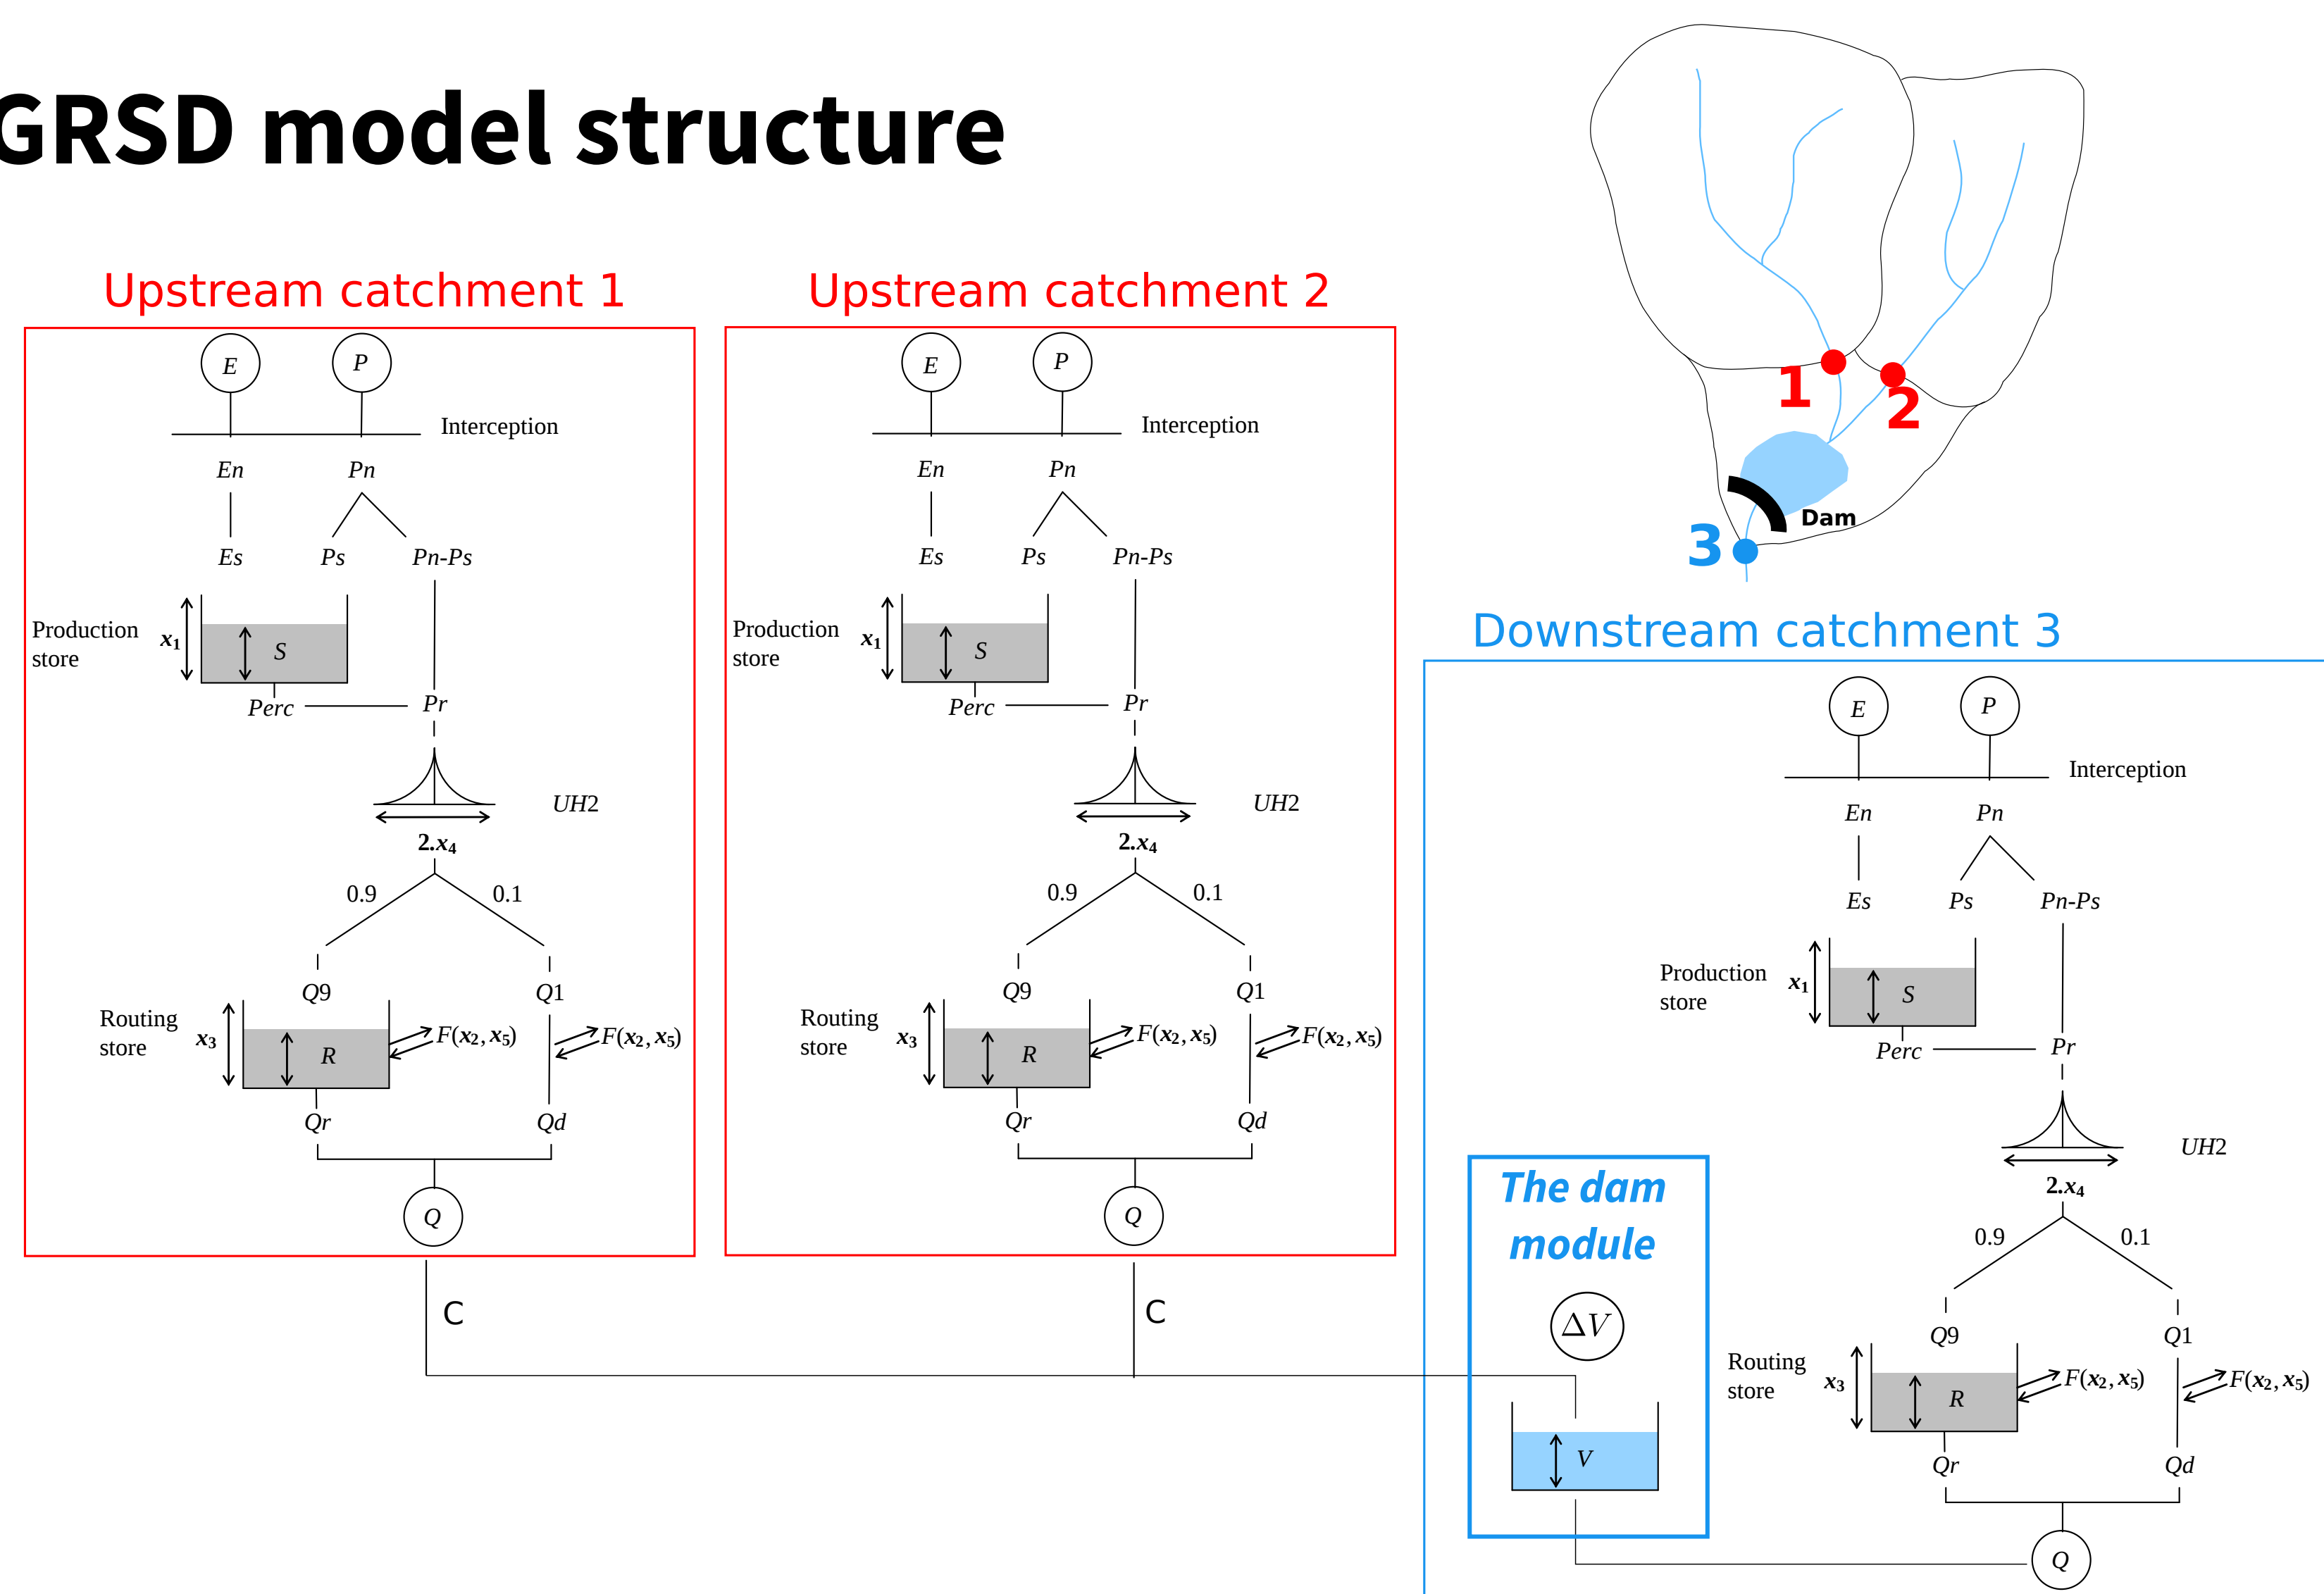 GRSD model structure
Upstream catchment 1
E
P
Interception
En
Pn
Es
Ps
Pn-Ps
Production
store
x1
S
Perc
Pr
UH2
2.x4
0.9
0.1
Q9
Q1
Routing
store
x3
R
F(x2, x5)
F(x2, x5)
Qr
Qd
Q
C
Upstream catchment 2
E
P
Interception
En
Pn
Es
Ps
Pn-Ps
Production
store
x1
S
Perc
Pr
UH2
2.x4
0.9
0.1
Q9
Q1
Routing
store
x3
R
F(x2, x5)
F(x2, x5)
Qr
Qd
Q
C
1
2
Dam
3
Downstream catchment 3
E
P
Interception
En
Pn
Es
Ps
Pn-Ps
Production
store
x1
S
Perc
Pr
UH2
2.x4
0.9
0.1
Q9
Q1
Routing
store
x3
R
F(x2, x5)
F(x2, x5)
Qr
Qd
Q
The dam
module
ΔV
V